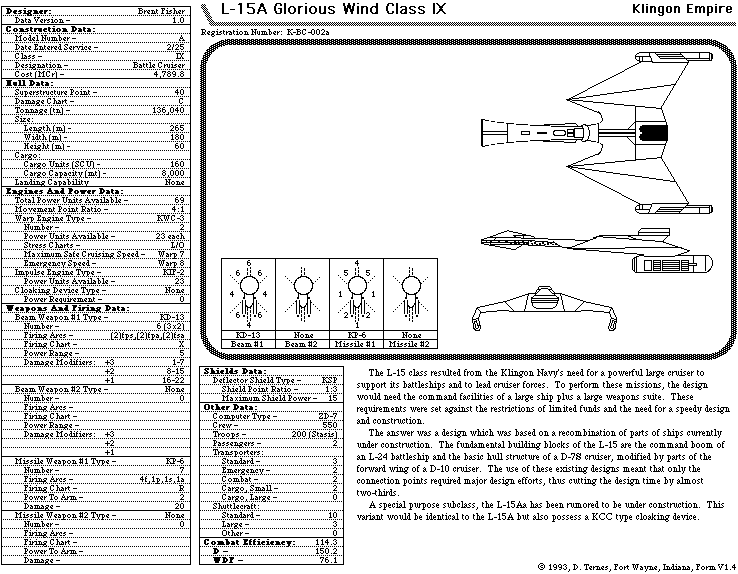 Designer: Brent Fisher
Data Version - 1.0
Construction Data:
Model Number - A
Date Entered Service - 2/25
Class - IX
Designation - Battle Cruiser
Cost (MCr) - 4,789.8
Hull Data:
Superstructure Point - 40
Damage Chart - C
Tonnage (tn) - 136,040
Size:
Length (m) - 265
Width (m) - 180
Height (m) - 60
Cargo:
Cargo Units (SCU) - 160
Cargo Capacity (mt) - 8,000
Landing Capability None
Engines And Power Data:
Total Power Units Available - 69
Movement Point Ratio - 4:1
Warp Engine Type - KWC-3
Number - 2
Power Units Available - 23 each
Stress Charts - L/O
Maximum Safe Cruising Speed - Warp 7
Emergency Speed - Warp 8
Impulse Engine Type - KIF-2
Power Units Available - 23
Cloaking Device Type - None
Power Requirement - 0
Weapons And Firing Data:
Beam Weapon #1 Type - KD-13
Number - 6 (3x2)
Firing Arcs - (2)fps,(2)fpa,(2)fsa
Firing Chart - X
Power Range - 5
Damage Modifiers: +3 1-7
+2 8-15
+1 16-22
Beam Weapon #2 Type - None
Number - 0
Firing Arcs -
Firing Chart -
Power Range -
Damage Modifiers: +3
+2
+1
Missile Weapon #1 Type - KP-6
Number - 7
Firing Arcs - 4f,1p,1s,1a
Firing Chart - R
Power To Arm - 2
Damage - 20
Missile Weapon #2 Type - None
Number - 0
Firing Arcs -
Firing Chart -
Power To Arm -
Damage -
L-15A Glorious Wind Class IX Klingon Empire
Registration Number: K-BC-002a
6 4
6 6 5 5
4 4 2 2
4 4 1 1
4 1
KD-13 None KP-6 None
Beam #1 Beam #2 Missile #1 Missile #2
Shields Data:
Deflector Shield Type - KSP
Shield Point Ratio - 1:3
Maximum Shield Power - 15
Other Data:
Computer Type - ZD-7
Crew - 550
Troops - 200 (Stasis)
Passengers - 2
Transporters:
Standard - 3
Emergency - 2
Combat - 2
Cargo, Small - 2
Cargo, Large - 0
Shuttlecraft:
Standard - 10
Large - 3
Other - 0
Combat Efficiency: 114.3
D - 150.2
WDF - 76.1
The L-15 class resulted from the Klingon Navy's need for a powerful large cruiser to
support its battleships and to lead cruiser forces. To perform these missions, the design
would need the command facilities of a large ship plus a large weapons suite. These
requirements were set against the restrictions of limited funds and the need for a speedy design
and construction.
The answer was a design which was based on a recombination of parts of ships currently
under construction. The fundamental building blocks of the L-15 are the command boom of
an L-24 battleship and the basic hull structure of a D-78 cruiser, modified by parts of the
forward wing of a D-10 cruiser. The use of these existing designs meant that only the
connection points required major design efforts, thus cutting the design time by almost
two-thirds.
A special purpose subclass, the L-15Aa has been rumored to be under construction. This
variant would be identical to the L-15A but also possess a KCC type cloaking device.
© 1993, D. Ternes, Fort Wayne, Indiana, Form V1.4